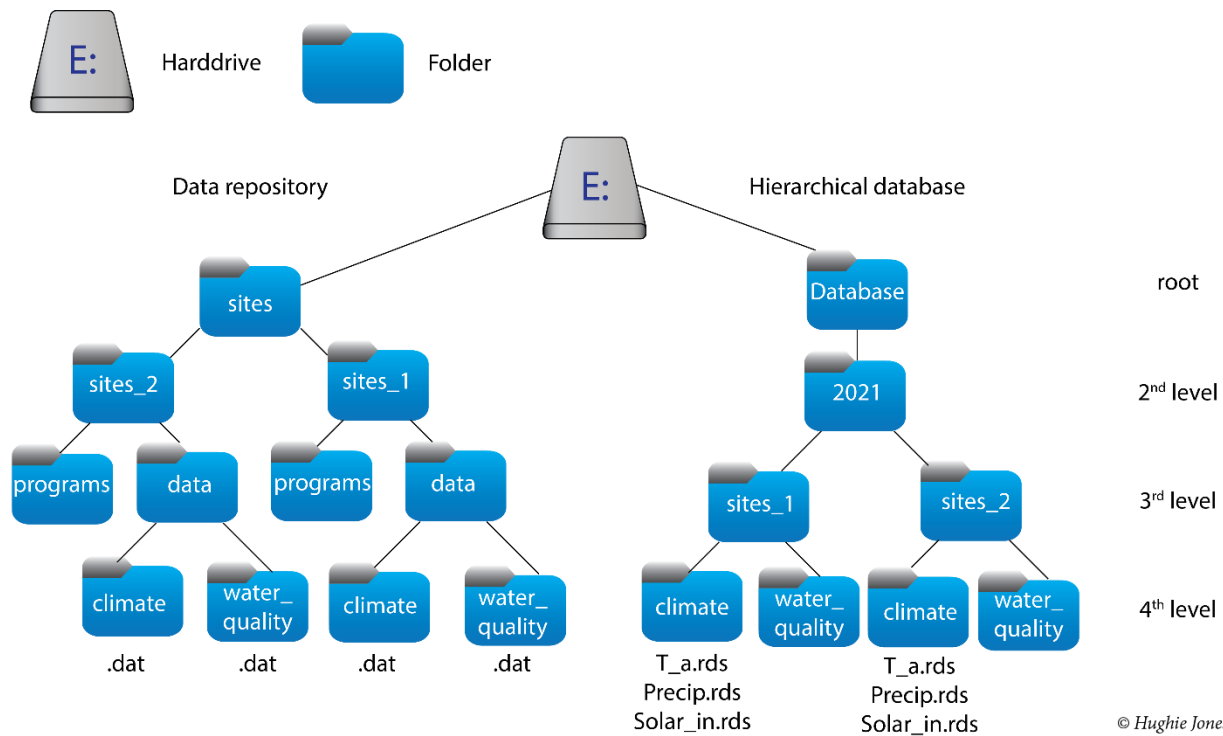 E:
Harddrive
Folder
Data repository
E:
Hierarchical database
sites
Database
root
sites_2
sites_1
2021
2nd level
programs
data
programs
data
sites_1
sites_2
3rd level
climate
water_
quality
climate
water_
quality
climate
water_
quality
climate
water_
quality
4th level
.dat
.dat
.dat
.dat
T_a.rds
Precip.rds
Solar_in.rds
T_a.rds
Precip.rds
Solar_in.rds
© Hughie Jone